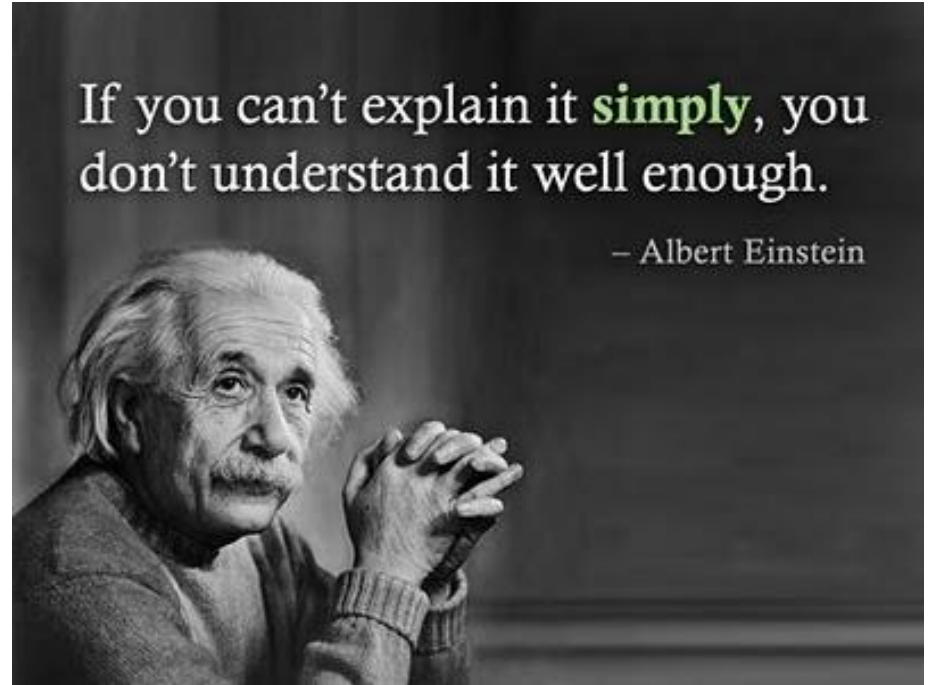 If you can’t explain it simply, you
don’t understand it well enough.
– Albert Einstein